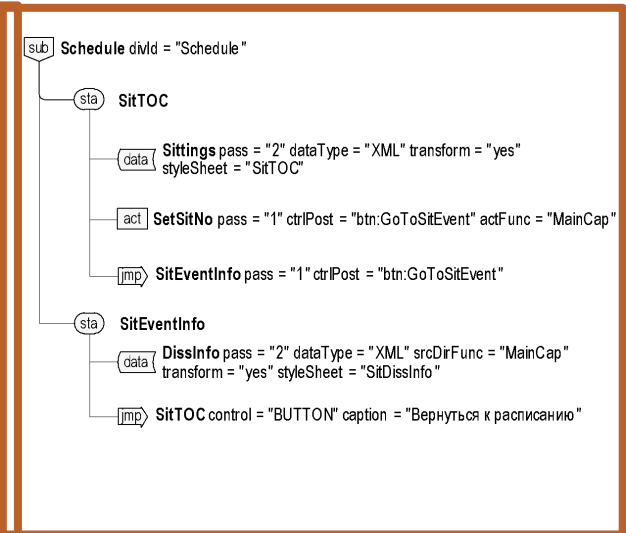 sub Schedule divId = "Schedule"
sta SitTOC
data Sittings pass = "2" dataType = "XML" transform = "yes"
styleSheet = "SitTOC"
act SetSitNo pass = "1" ctrlPost = "btn:GoToSitEvent" actFunc = "MainCap"
jmp SitEventInfo pass = "1" ctrlPost = "btn:GoToSitEvent"
sta SitEventInfo
data DissInfo pass = "2" dataType = "XML" srcDirFunc = "MainCap"
transform = "yes" styleSheet = "SitDissInfo"
jmp SitTOC control = "BUTTON" caption = "Вернуться к расписанию"